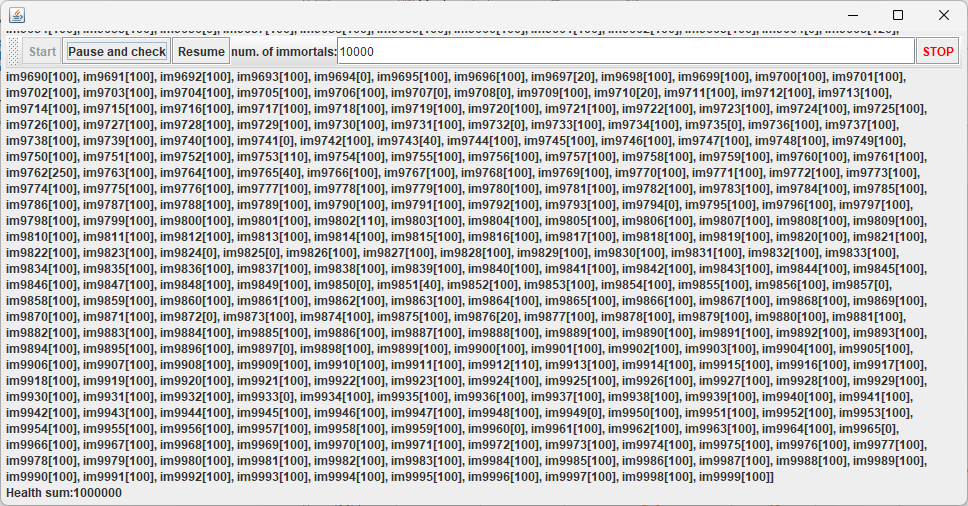 Start Pause and check Resume num. of immortals: 10000 STOP
im9690[100], im9691[100], im9692[100], im9693[100], im9694[0], im9695[100], im9696[100], im9697[20], im9698[100], im9699[100], im9700[100], im9701[100],
im9702[100], im9703[100], im9704[100], im9705[100], im9706[100], im9707[0], im9708[0], im9709[100], im9710[20], im9711[100], im9712[100], im9713[100],
im9714[100], im9715[100], im9716[100], im9717[100], im9718[100], im9719[100], im9720[100], im9721[100], im9722[100], im9723[100], im9724[100], im9725[100],
im9726[100], im9727[100], im9728[100], im9729[100], im9730[100], im9731[100], im9732[0], im9733[100], im9734[100], im9735[0], im9736[100], im9737[100],
im9738[100], im9739[100], im9740[100], im9741[0], im9742[100], im9743[40], im9744[100], im9745[100], im9746[100], im9747[100], im9748[100], im9749[100],
im9750[100], im9751[100], im9752[100], im9753[110], im9754[100], im9755[100], im9756[100], im9757[100], im9758[100], im9759[100], im9760[100], im9761[100],
im9762[250], im9763[100], im9764[100], im9765[40], im9766[100], im9767[100], im9768[100], im9769[100], im9770[100], im9771[100], im9772[100], im9773[100],
im9774[100], im9775[100], im9776[100], im9777[100], im9778[100], im9779[100], im9780[100], im9781[100], im9782[100], im9783[100], im9784[100], im9785[100],
im9786[100], im9787[100], im9788[100], im9789[100], im9790[100], im9791[100], im9792[100], im9793[100], im9794[0], im9795[100], im9796[100], im9797[100],
im9798[100], im9799[100], im9800[100], im9801[100], im9802[110], im9803[100], im9804[100], im9805[100], im9806[100], im9807[100], im9808[100], im9809[100],
im9810[100], im9811[100], im9812[100], im9813[100], im9814[100], im9815[100], im9816[100], im9817[100], im9818[100], im9819[100], im9820[100], im9821[100],
im9822[100], im9823[100], im9824[0], im9825[0], im9826[100], im9827[100], im9828[100], im9829[100], im9830[100], im9831[100], im9832[100], im9833[100],
im9834[100], im9835[100], im9836[100], im9837[100], im9838[100], im9839[100], im9840[100], im9841[100], im9842[100], im9843[100], im9844[100], im9845[100],
im9846[100], im9847[100], im9848[100], im9849[100], im9850[0], im9851[40], im9852[100], im9853[100], im9854[100], im9855[100], im9856[100], im9857[0],
im9858[100], im9859[100], im9860[100], im9861[100], im9862[100], im9863[100], im9864[100], im9865[100], im9866[100], im9867[100], im9868[100], im9869[100],
im9870[100], im9871[100], im9872[0], im9873[100], im9874[100], im9875[100], im9876[20], im9877[100], im9878[100], im9879[100], im9880[100], im9881[100],
im9882[100], im9883[100], im9884[100], im9885[100], im9886[100], im9887[100], im9888[100], im9889[100], im9890[100], im9891[100], im9892[100], im9893[100],
im9894[100], im9895[100], im9896[100], im9897[0], im9898[100], im9899[100], im9900[100], im9901[100], im9902[100], im9903[100], im9904[100], im9905[100],
im9906[100], im9907[100], im9908[100], im9909[100], im9910[100], im9911[100], im9912[110], im9913[100], im9914[100], im9915[100], im9916[100], im9917[100],
im9918[100], im9919[100], im9920[100], im9921[100], im9922[100], im9923[100], im9924[100], im9925[100], im9926[100], im9927[100], im9928[100], im9929[100],
im9930[100], im9931[100], im9932[100], im9933[0], im9934[100], im9935[100], im9936[100], im9937[100], im9938[100], im9939[100], im9940[100], im9941[100],
im9942[100], im9943[100], im9944[100], im9945[100], im9946[100], im9947[100], im9948[100], im9949[0], im9950[100], im9951[100], im9952[100], im9953[100],
im9954[100], im9955[100], im9956[100], im9957[100], im9958[100], im9959[100], im9960[0], im9961[100], im9962[100], im9963[100], im9964[100], im9965[0],
im9966[100], im9967[100], im9968[100], im9969[100], im9970[100], im9971[100], im9972[100], im9973[100], im9974[100], im9975[100], im9976[100], im9977[100],
im9978[100], im9979[100], im9980[100], im9981[100], im9982[100], im9983[100], im9984[100], im9985[100], im9986[100], im9987[100], im9988[100], im9989[100],
im9990[100], im9991[100], im9992[100], im9993[100], im9994[100], im9995[100], im9996[100], im9997[100], im9998[100], im9999[100]]
Health sum:1000000